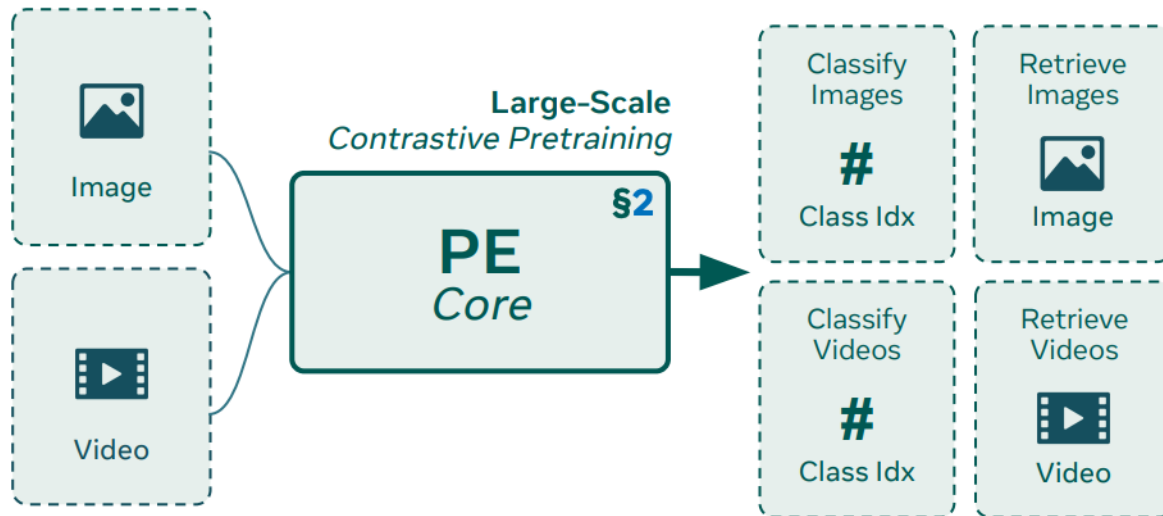 Image
Video
Large-Scale
Contrastive Pretraining
§2
PE
Core
Classify
Images
#
Class Idx
Retrieve
Images
Image
Classify
Videos
#
Class Idx
Retrieve
Videos
Video